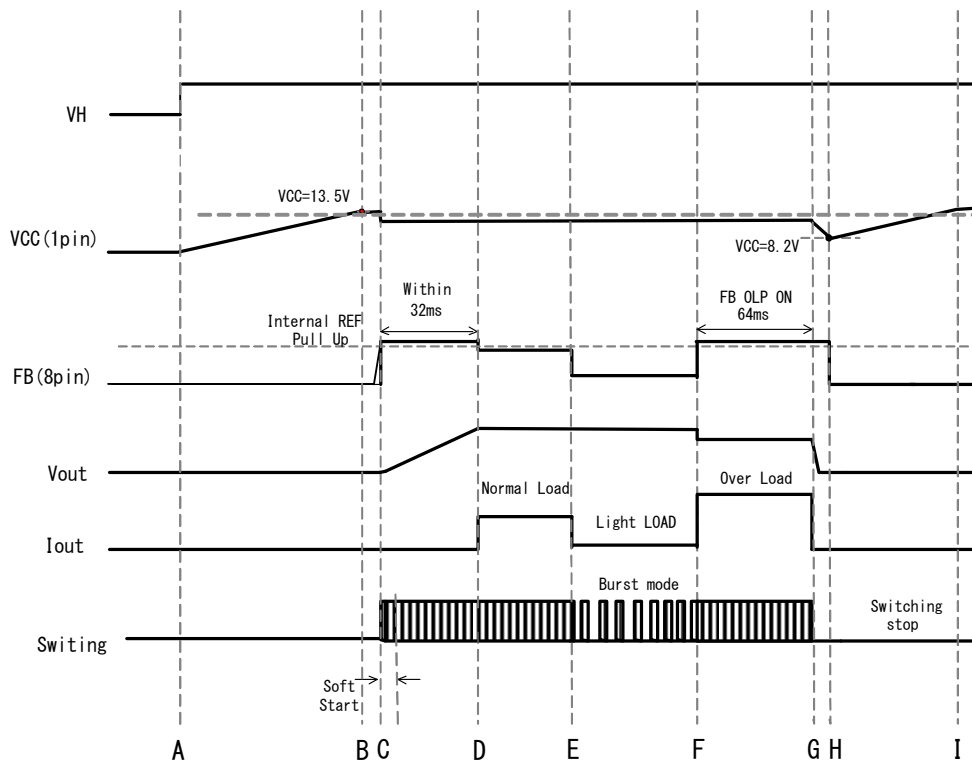 VH
VCC=13.5V
VCC(1pin)
VCC=8.2V
Within
32ms
FB OLP ON
64ms
Internal REF
Pull Up
FB(8pin)
Vout
Normal Load
Over Load
Light LOAD
Iout
Burst mode
Switching
stop
Switing
Soft
Start
A B C D E F G H I